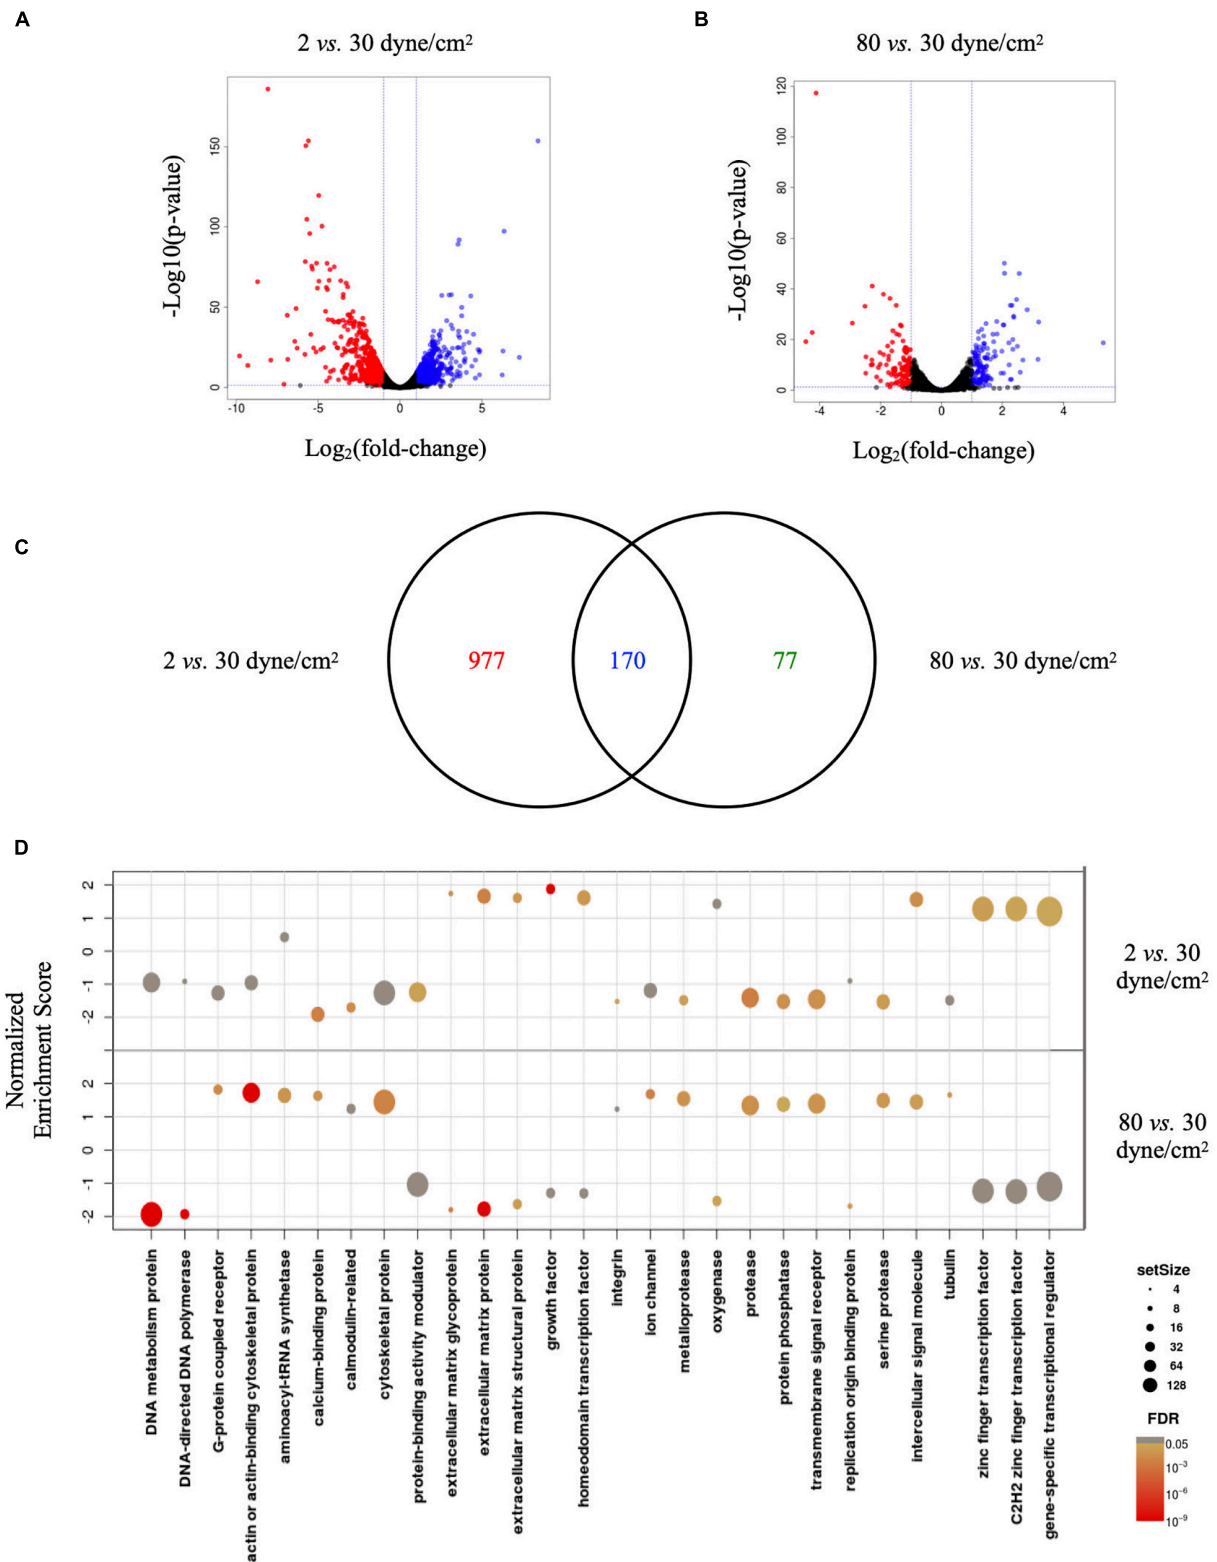 A
2 vs. 30 dyne/cm²
-Log10(p-value)
150
100
50
0
-10
-5
0
5
Log₂(fold-change)
B
80 vs. 30 dyne/cm²
-Log10(p-value)
120
100
80
60
40
20
0
-4
-2
0
2
4
Log₂(fold-change)
C
2 vs. 30 dyne/cm²
977
170
77
80 vs. 30 dyne/cm²
D
Normalized
Enrichment Score
2
1
0
-1
-2
2
1
0
-1
-2
2 vs. 30
dyne/cm²
80 vs. 30
dyne/cm²
DNA metabolism protein
DNA-directed DNA polymerase
G-protein coupled receptor
actin or actin-binding cytoskeletal protein
aminoacyl-tRNA synthetase
calcium-binding protein
calmodulin-related
cytoskeletal protein
protein-binding activity modulator
extracellular matrix glycoprotein
extracellular matrix protein
extracellular matrix structural protein
growth factor
homeodomain transcription factor
integrin
ion channel
metalloprotease
oxygenase
protease
protein phosphatase
transmembrane signal receptor
replication origin binding protein
serine protease
intercellular signal molecule
tubulin
zinc finger transcription factor
C2H2 zinc finger transcription factor
gene-specific transcriptional regulator
setSize
4
8
16
32
64
128
FDR
0.05
10⁻³
10⁻⁶
10⁻⁹